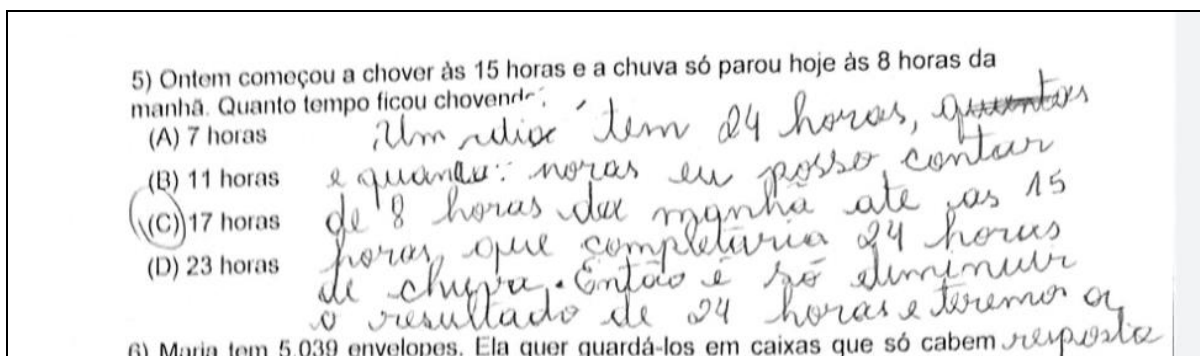 5) Ontem começou a chover às 15 horas e a chuva só parou hoje às 8 horas da
manhã. Quanto tempo ficou chovendo
(A) 7 horas
Um dia tem 24 horas, quantas
(B) 11 horas
e horas eu posso contar
(C) 17 horas
de 8 horas da manhã ate as 15
horas, que completaria 24 horas
(D) 23 horas
de chuva. Então é só diminuir
o resultado de 24 horas e teremos a
resposta
6) Maria tem 5.039 envelopes. Ela quer guardá-los em caixas que só cabem